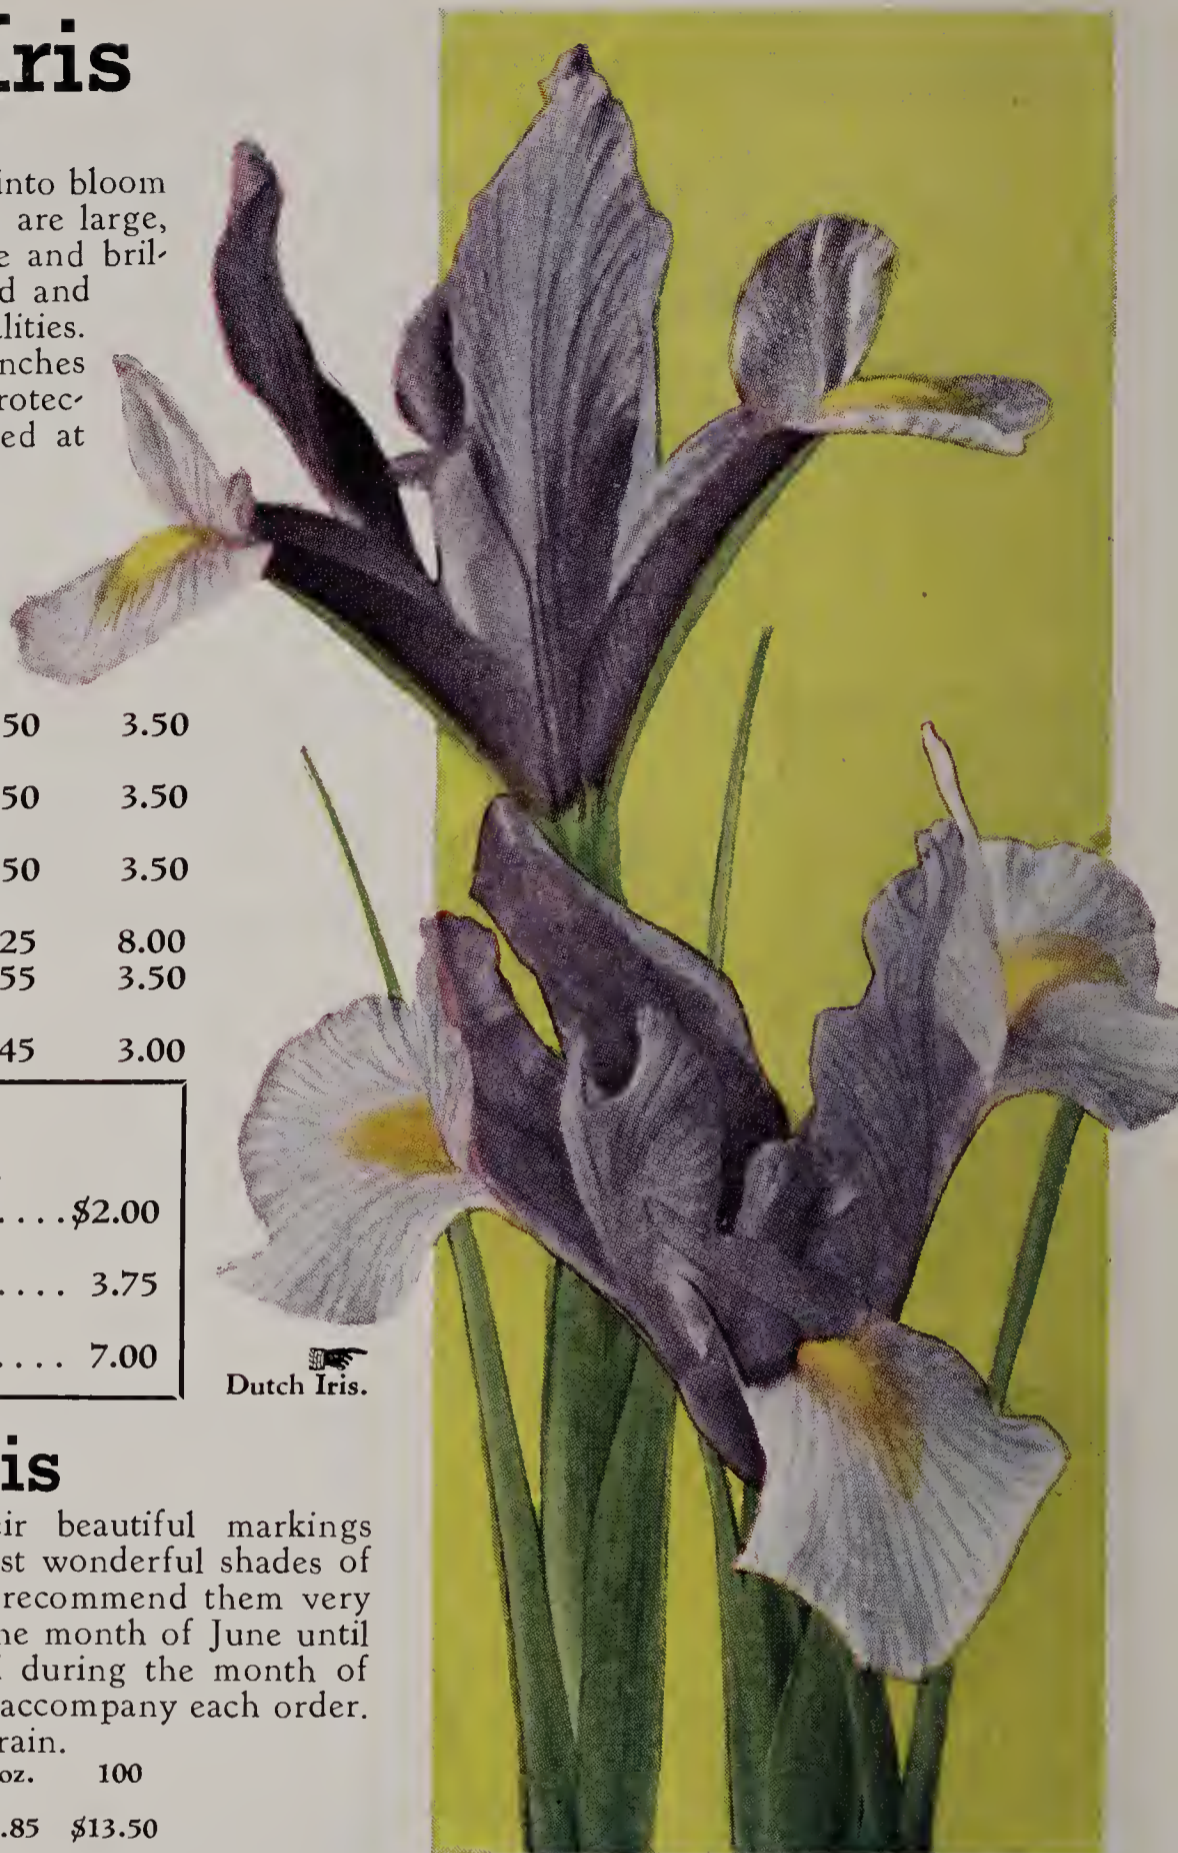 Iris
into bloom
are large,
e and bril-
d and
lities.
nches
rotec-
ed at
50 3.50
50 3.50
50 3.50
25 8.00
55 3.50
45 3.00
....$2.00
.... 3.75
.... 7.00
Dutch Iris.
is
ir beautiful markings
st wonderful shades of
recommend them very
ne month of June until
during the month of
accompany each order.
rain.
oz. 100
.85 $13.50